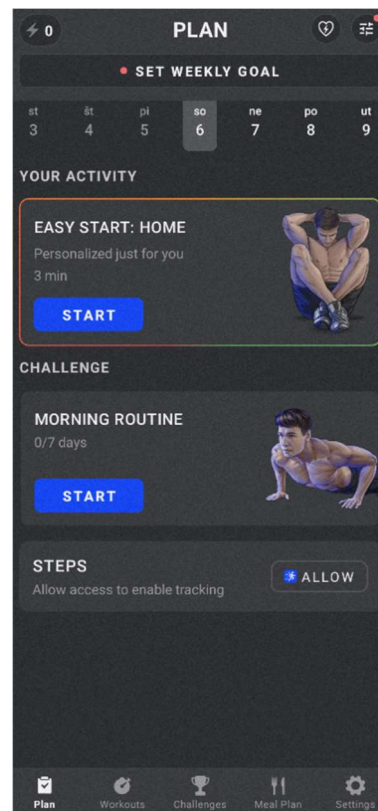 0
PLAN
SET WEEKLY GOAL
st št pi so ne po ut
3 4 5 6 7 8 9
YOUR ACTIVITY
EASY START: HOME
Personalized just for you
3 min
START
CHALLENGE
MORNING ROUTINE
0/7 days
START
STEPS
Allow access to enable tracking
ALLOW
Plan Workouts Challenges Meal Plan Settings